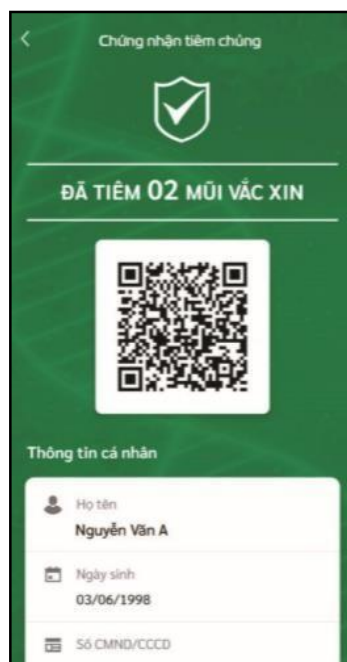 Chứng nhận tiêm chủng
ĐÃ TIÊM 02 MŨI VẮC XIN
Thông tin cá nhân
Họ tên
Nguyễn Văn A
Ngày sinh
03/06/1998
Số CMND/CCCD